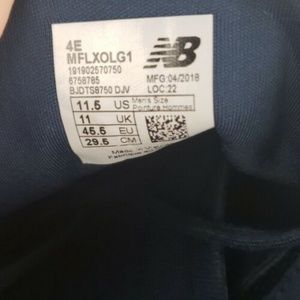 4E
MFLXOLG1
191902570750
6758785
BJDTS8750 DJV
NB
MFG:04/2018
LOC:22
11.5 US
11 UK
45.5 EU
29.5 CM
Men's Size
Pointure Hommes